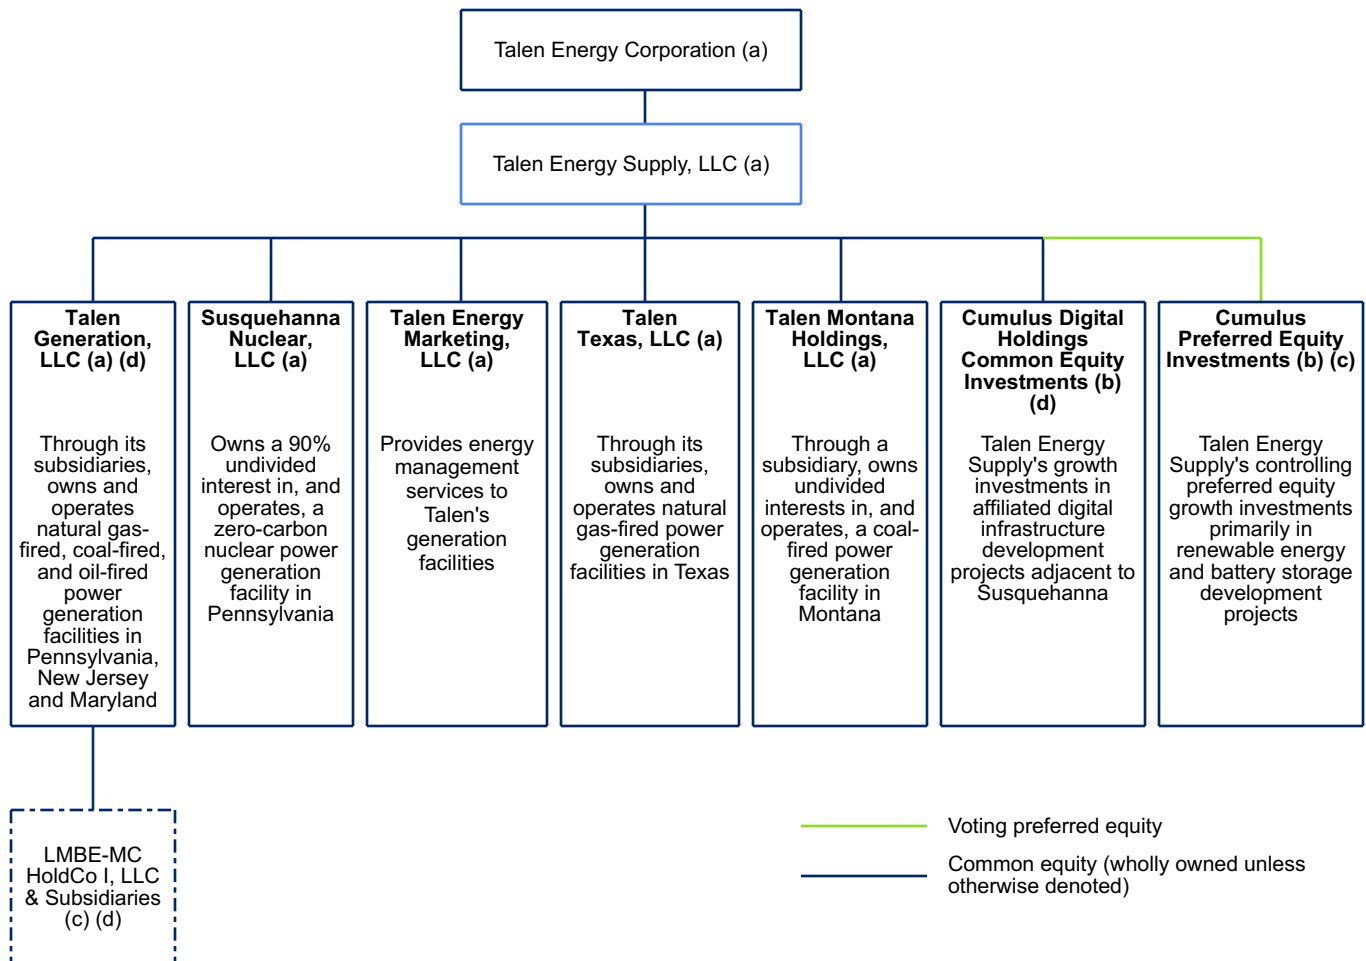 Talen Energy Corporation (a)
Talen Energy Supply, LLC (a)
Talen
Generation,
LLC (a) (d)
Through its
subsidiaries,
owns and
operates
natural gas-
fired, coal-fired,
and oil-fired
power
generation
facilities in
Pennsylvania,
New Jersey
and Maryland
Susquehanna
Nuclear,
LLC (a)
Owns a 90%
undivided
interest in, and
operates, a
zero-carbon
nuclear power
generation
facility in
Pennsylvania
Talen Energy
Marketing,
LLC (a)
Provides energy
management
services to
Talen's
generation
facilities
Talen
Texas, LLC (a)
Through its
subsidiaries,
owns and
operates natural
gas-fired power
generation
facilities in Texas
Talen Montana
Holdings,
LLC (a)
Through a
subsidiary, owns
undivided
interests in, and
operates, a coal-
fired power
generation
facility in
Montana
Cumulus Digital
Holdings
Common Equity
Investments (b)
(d)
Talen Energy
Supply's growth
investments in
affiliated digital
infrastructure
development
projects adjacent to
Susquehanna
Cumulus
Preferred Equity
Investments (b) (c)
Talen Energy
Supply's controlling
preferred equity
growth investments
primarily in
renewable energy
and battery storage
development
projects
LMBE-MC
HoldCo I, LLC
& Subsidiaries
(c) (d)
Voting preferred equity
Common equity (wholly owned unless
otherwise denoted)